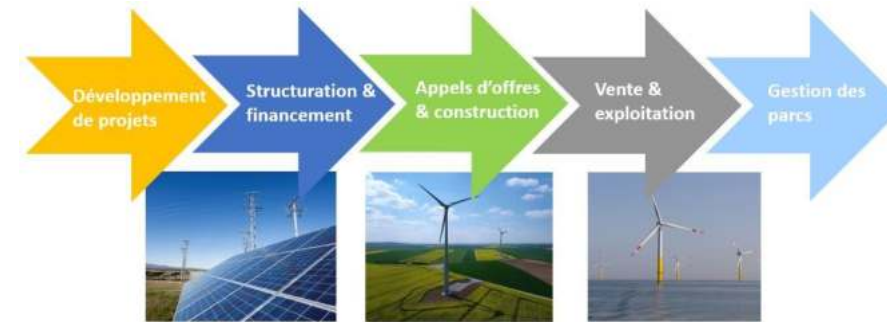 Développement
de projets
Structuration &
financement
Appels d'offres
& construction
Vente &
exploitation
Gestion des
parcs